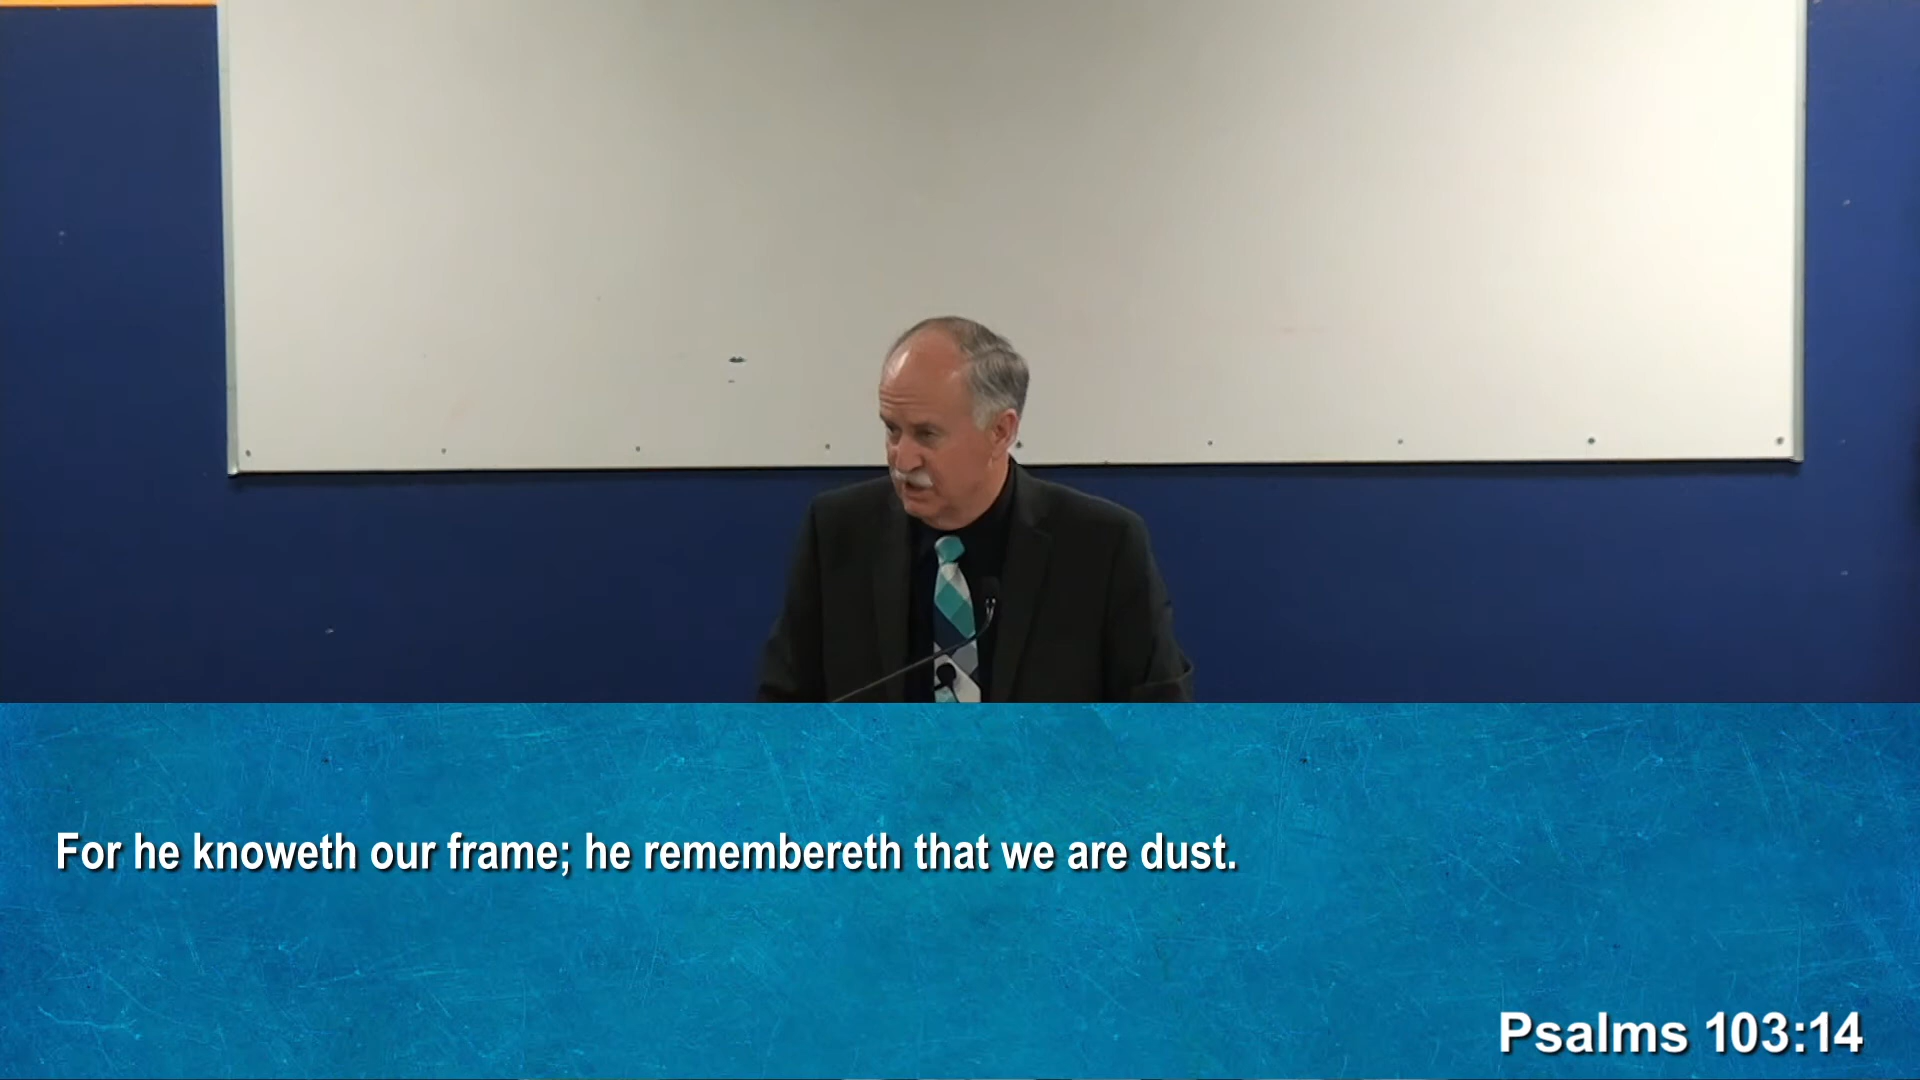 For he knoweth our frame; he remembereth that we are dust.
Psalms 103:14